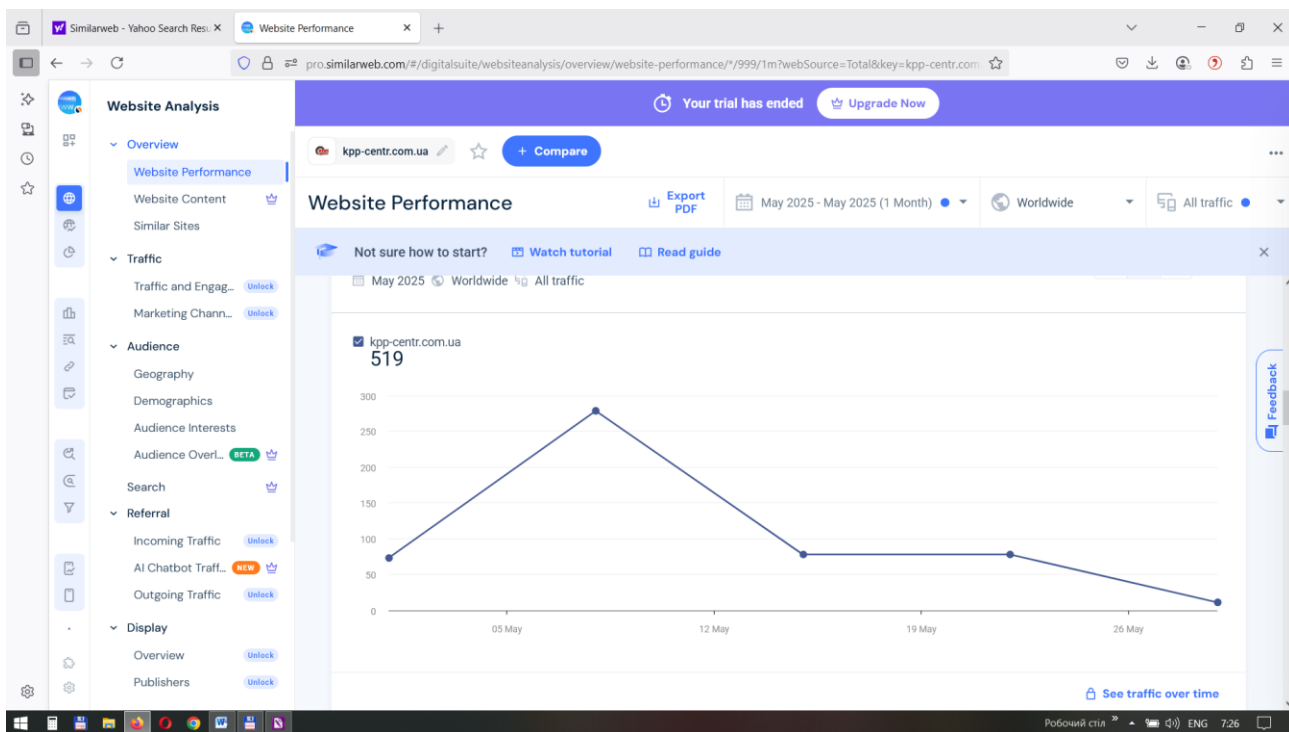 Similarweb - Yahoo Search Resu
Website Performance
pro.similarweb.com/#/digitalsuite/websiteanalysis/overview/website-performance/*/999/1m?webSource=Total&key=kpp-centr.com
Website Analysis
Your trial has ended
Upgrade Now
Overview
Website Performance
Website Content
Similar Sites
Traffic
Traffic and Engag... Unlock
Marketing Chann... Unlock
Audience
Geography
Demographics
Audience Interests
Audience Overl... BETA
Search
Referral
Incoming Traffic Unlock
AI Chatbot Traff... NEW
Outgoing Traffic Unlock
Display
Overview Unlock
Publishers Unlock
kpp-centr.com.ua
+ Compare
Website Performance
Export PDF
May 2025 - May 2025 (1 Month)
Worldwide
All traffic
Not sure how to start?
Watch tutorial
Read guide
May 2025 Worldwide All traffic
kpp-centr.com.ua
519
300
250
200
150
100
50
0
05 May 12 May 19 May 26 May
See traffic over time
Feedback
Робочий стіл
ENG 7:26